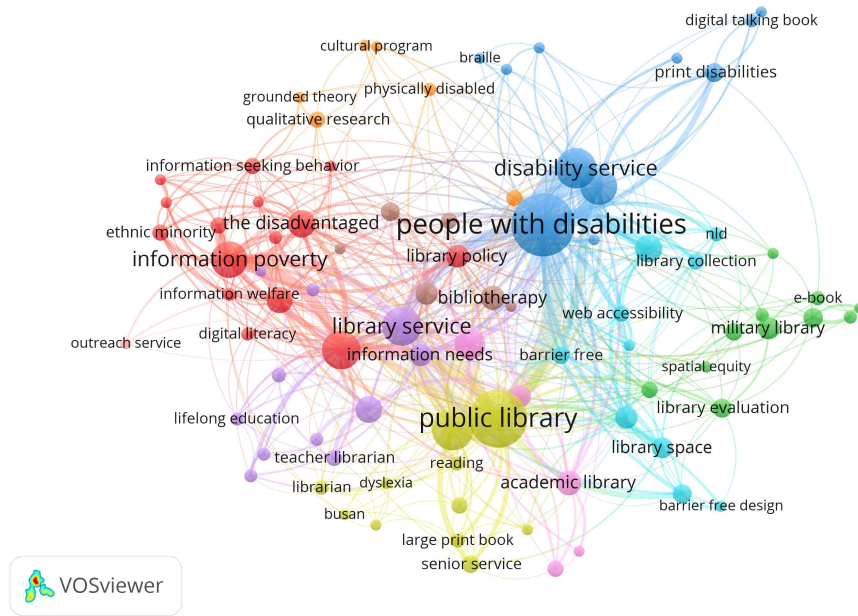 digital talking book
cultural program
braille
print disabilities
physically disabled
grounded theory
qualitative research
information seeking behavior
disability service
the disadvantaged
people with disabilities
ethnic minority
nld
information poverty
library policy
library collection
information welfare
bibliotherapy
e-book
web accessibility
library service
military library
digital literacy
outreach service
information needs
barrier free
spatial equity
lifelong education
public library
library evaluation
library space
teacher librarian
reading
librarian
dyslexia
academic library
busan
barrier free design
large print book
senior service
VOSviewer